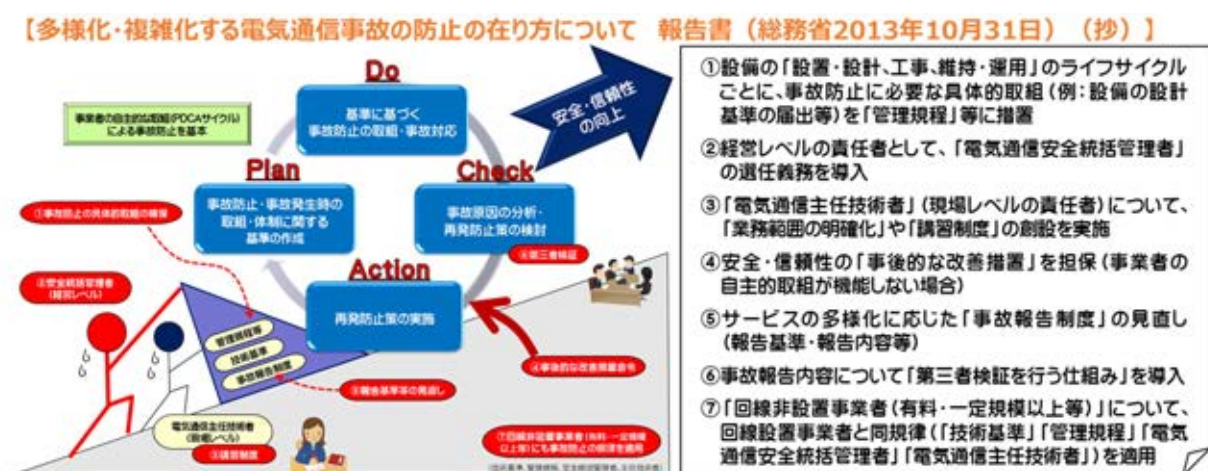 【多様化・複雑化する電気通信事故の防止の在り方について　報告書（総務省2013年10月31日）（抄）】
事業者の自主的な取組(PDCAサイクル)
による事故防止を基本
Do
基準に基づく
事故防止の取組・事故対応
安全・信頼性
の向上
Plan
事故防止・事故発生時の
取組・体制に関する
基準の作成
Check
事故原因の分析・
再発防止策の検討
⑥第三者検証
Action
再発防止策の実施
①事故防止の具体的取組の確保
②安全統括管理者
(経営レベル)
管理規程等
技術基準
事故報告制度
④事後的な改善措置命令
⑤報告基準等の見直し
電気通信主任技術者
(現場レベル)
③講習制度
⑦回線非設置事業者(有料・一定規模
以上等)にも事故防止の規律を適用
①設備の「設置・設計、工事、維持・運用」のライフサイクル
ごとに、事故防止に必要な具体的取組(例:設備の設計
基準の届出等)を「管理規程」等に措置
②経営レベルの責任者として、「電気通信安全統括管理者」
の選任義務を導入
③「電気通信主任技術者」(現場レベルの責任者)について、
「業務範囲の明確化」や「講習制度」の創設を実施
④安全・信頼性の「事後的な改善措置」を担保(事業者の
自主的取組が機能しない場合)
⑤サービスの多様化に応じた「事故報告制度」の見直し
(報告基準・報告内容等)
⑥事故報告内容について「第三者検証を行う仕組み」を導入
⑦「回線非設置事業者(有料・一定規模以上等)」について、
回線設置事業者と同規律(「技術基準」「管理規程」「電気
通信安全統括管理者」「電気通信主任技術者」)を適用